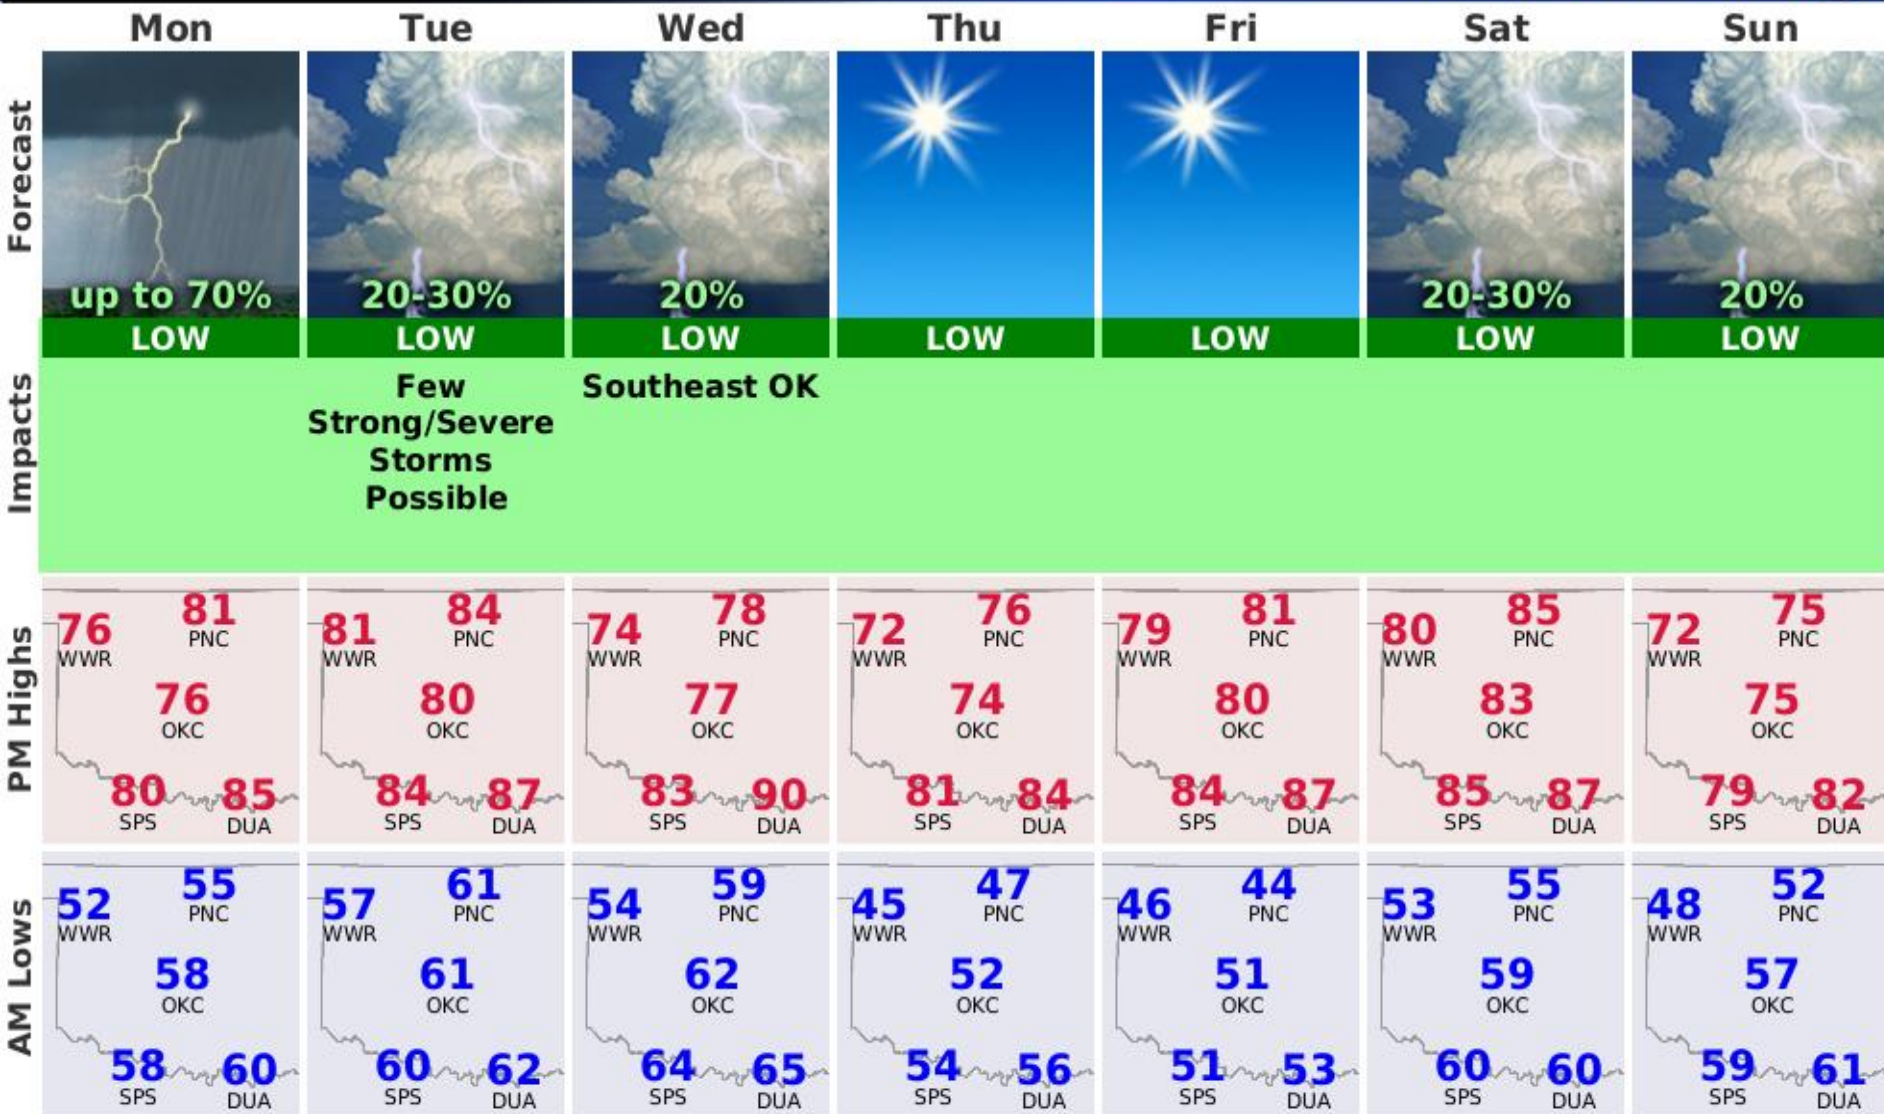 Mon Tue Wed Thu Fri Sat Sun
Forecast
up to 70% 20-30% 20% 20-30% 20%
LOW LOW LOW LOW LOW LOW LOW
Impacts
Few Southeast OK
Strong/Severe
Storms
Possible
PM Highs
81 84 78 76 81 85 75
76 PNC 81 PNC 74 PNC 72 PNC 79 PNC 80 PNC 72 PNC
WWR WWR WWR WWR WWR WWR WWR
76 80 77 74 80 83 75
OKC OKC OKC OKC OKC OKC OKC
80 85 84 87 83 90 81 84 84 87 85 87 79 82
SPS DUA SPS DUA SPS DUA SPS DUA SPS DUA SPS DUA SPS DUA
AM Lows
55 61 59 47 44 55 52
52 PNC 57 PNC 54 PNC 45 PNC 46 PNC 53 PNC 48 PNC
WWR WWR WWR WWR WWR WWR WWR
58 61 62 52 51 59 57
OKC OKC OKC OKC OKC OKC OKC
58 60 60 62 64 65 54 56 51 53 60 60 59 61
SPS DUA SPS DUA SPS DUA SPS DUA SPS DUA SPS DUA SPS DUA